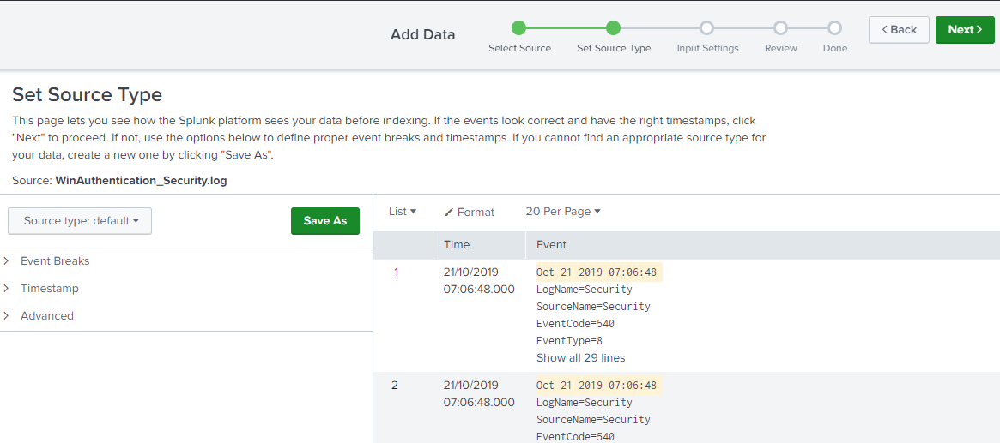 Add Data
Select Source
Set Source Type
Input Settings
Review
Done
< Back
Next >
Set Source Type
This page lets you see how the Splunk platform sees your data before indexing. If the events look correct and have the right timestamps, click
"Next" to proceed. If not, use the options below to define proper event breaks and timestamps. If you cannot find an appropriate source type for
your data, create a new one by clicking "Save As".
Source: WinAuthentication_Security.log
Source type: default
Save As
Event Breaks
Timestamp
Advanced
List
Format
20 Per Page
Time
Event
1
21/10/2019
07:06:48.000
Oct 21 2019 07:06:48
LogName=Security
SourceName=Security
EventCode=540
EventType=8
Show all 29 lines
2
21/10/2019
07:06:48.000
Oct 21 2019 07:06:48
LogName=Security
SourceName=Security
EventCode=540